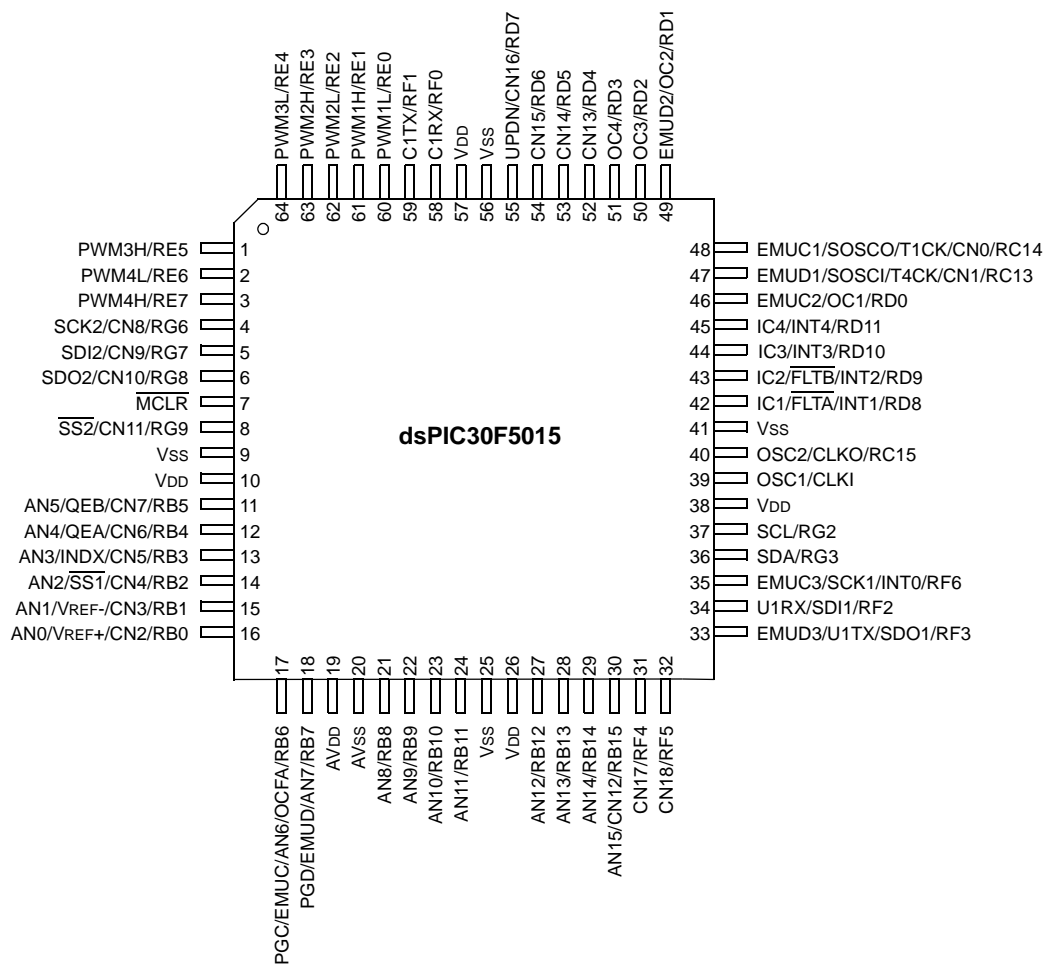 PWM3L/RE4
PWM2H/RE3
PWM2L/RE2
PWM1H/RE1
PWM1L/RE0
C1TX/RF1
C1RX/RF0
VDD
VSS
UPDN/CN16/RD7
CN15/RD6
CN14/RD5
CN13/RD4
OC4/RD3
OC3/RD2
EMUD2/OC2/RD1
64 63 62 61 60 59 58 57 56 55 54 53 52 51 50 49
PWM3H/RE5 1
PWM4L/RE6 2
PWM4H/RE7 3
SCK2/CN8/RG6 4
SDI2/CN9/RG7 5
SDO2/CN10/RG8 6
MCLR 7
SS2/CN11/RG9 8
VSS 9
VDD 10
AN5/QEB/CN7/RB5 11
AN4/QEA/CN6/RB4 12
AN3/INDX/CN5/RB3 13
AN2/SS1/CN4/RB2 14
AN1/VREF-/CN3/RB1 15
AN0/VREF+/CN2/RB0 16
dsPIC30F5015
48 EMUC1/SOSCO/T1CK/CN0/RC14
47 EMUD1/SOSCI/T4CK/CN1/RC13
46 EMUC2/OC1/RD0
45 IC4/INT4/RD11
44 IC3/INT3/RD10
43 IC2/FLTB/INT2/RD9
42 IC1/FLTA/INT1/RD8
41 VSS
40 OSC2/CLKO/RC15
39 OSC1/CLKI
38 VDD
37 SCL/RG2
36 SDA/RG3
35 EMUC3/SCK1/INT0/RF6
34 U1RX/SDI1/RF2
33 EMUD3/U1TX/SDO1/RF3
17 18 19 20 21 22 23 24 25 26 27 28 29 30 31 32
PGC/EMUC/AN6/OCFA/RB6
PGD/EMUD/AN7/RB7
AVDD
AVSS
AN8/RB8
AN9/RB9
AN10/RB10
AN11/RB11
VSS
VDD
AN12/RB12
AN13/RB13
AN14/RB14
AN15/CN12/RB15
CN17/RF4
CN18/RF5